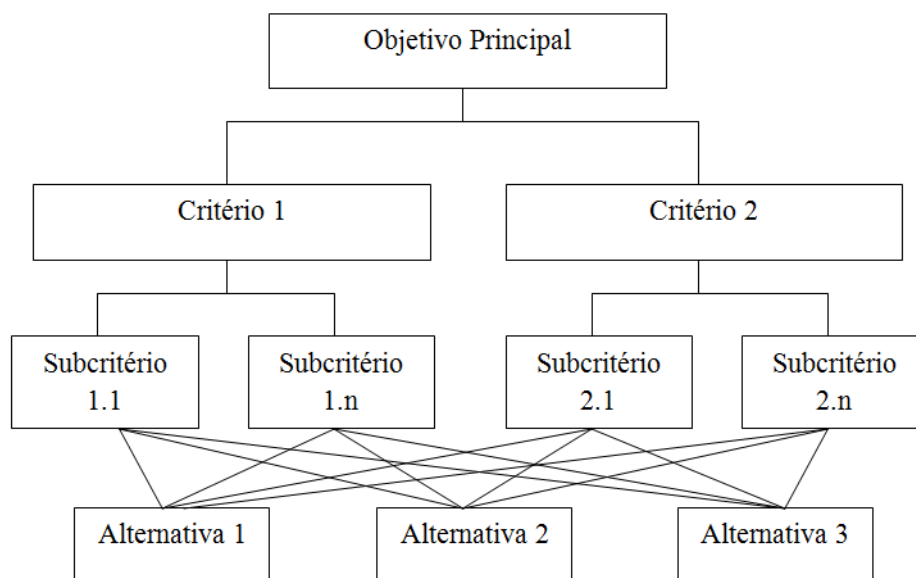 Objetivo Principal
Critério 1
Critério 2
Subcritério
1.1
Subcritério
1.n
Subcritério
2.1
Subcritério
2.n
Alternativa 1
Alternativa 2
Alternativa 3